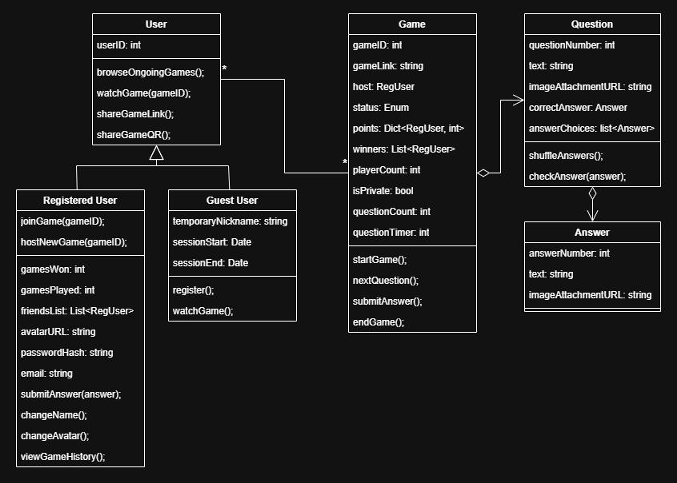 User
userID: int
browseOngoingGames();
watchGame(gameID);
shareGameLink();
shareGameQR();
*
*
Registered User
joinGame(gameID);
hostNewGame(gameID);
gamesWon: int
gamesPlayed: int
friendsList: List<RegUser>
avatarURL: string
passwordHash: string
email: string
submitAnswer(answer);
changeName();
changeAvatar();
viewGameHistory();
Guest User
temporaryNickname: string
sessionStart: Date
sessionEnd: Date
register();
watchGame();
Game
gameID: int
gameLink: string
host: RegUser
status: Enum
points: Dict<RegUser, int>
winners: List<RegUser>
playerCount: int
isPrivate: bool
questionCount: int
questionTimer: int
startGame();
nextQuestion();
submitAnswer();
endGame();
Question
questionNumber: int
text: string
imageAttachmentURL: string
correctAnswer: Answer
answerChoices: list<Answer>
shuffleAnswers();
checkAnswer(answer);
Answer
answerNumber: int
text: string
imageAttachmentURL: string